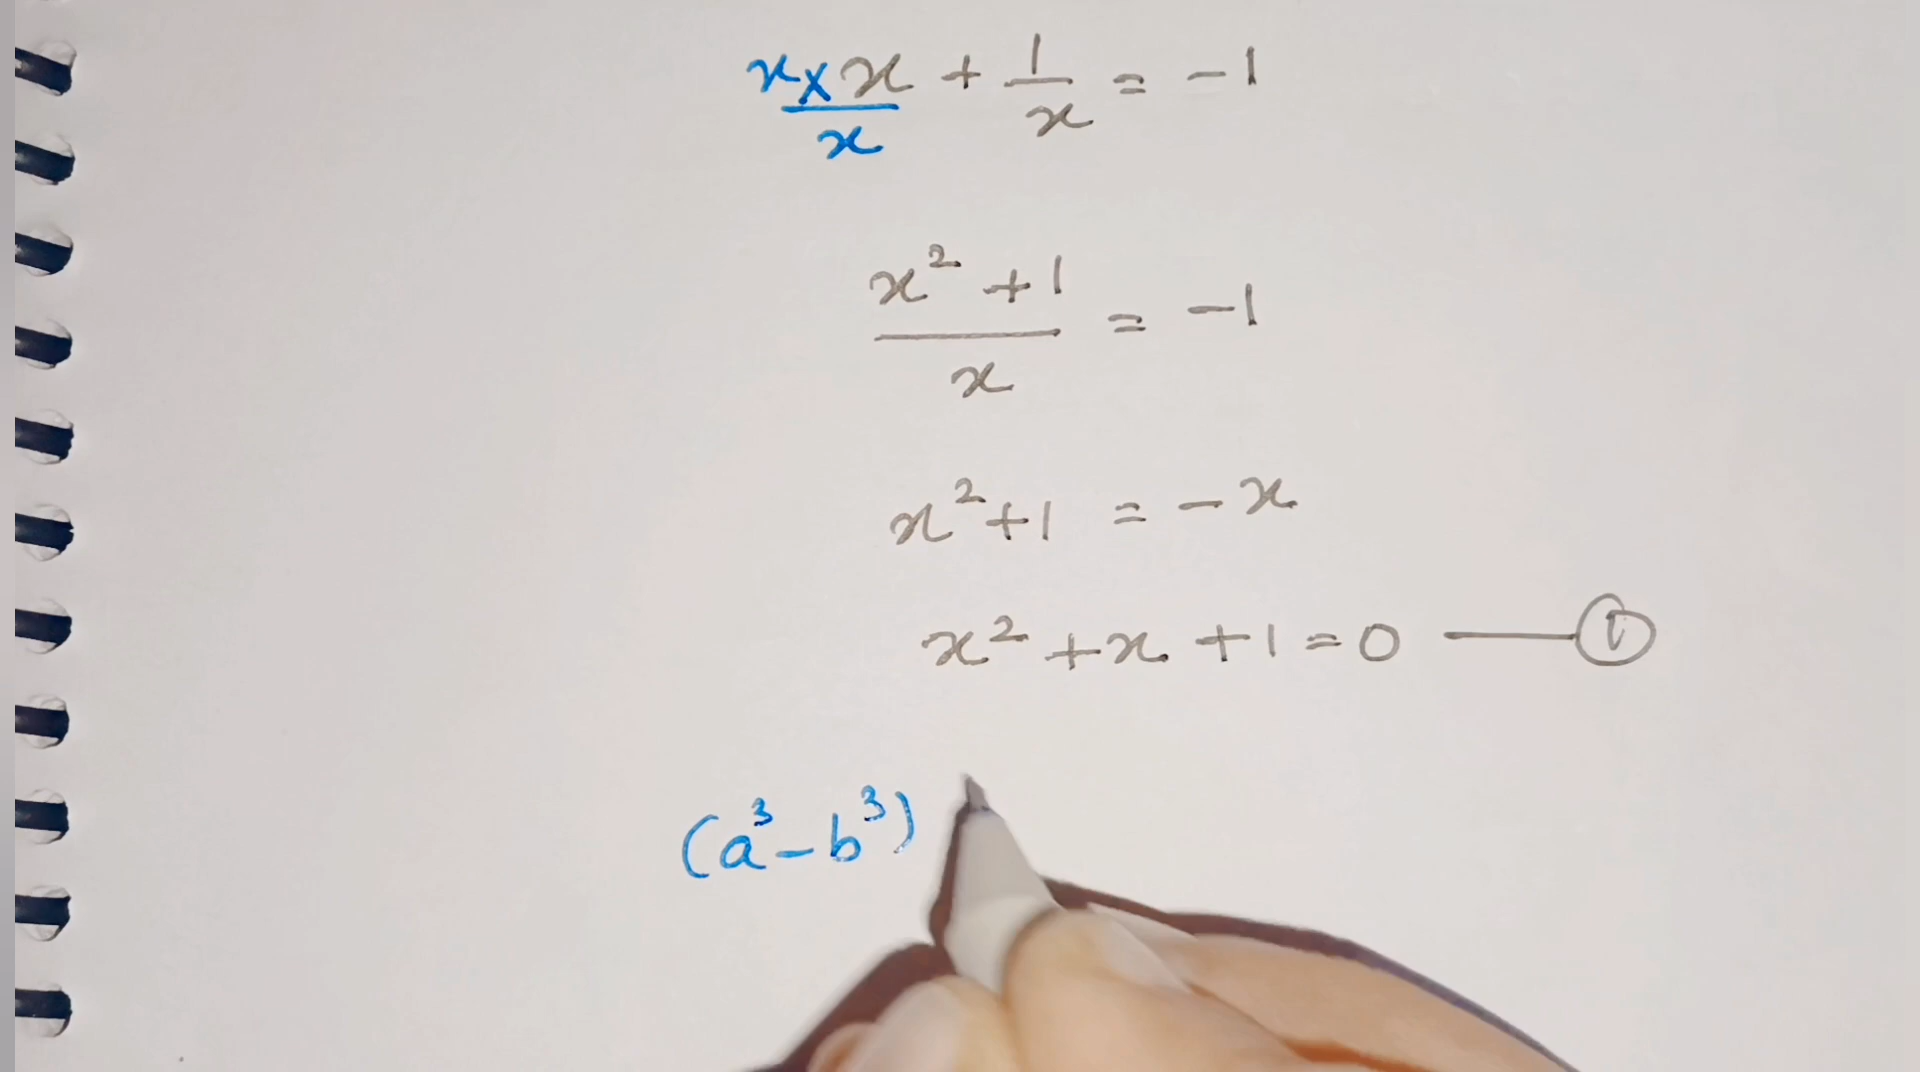 x × x / x + 1/x = -1
x² + 1 / x = -1
x² + 1 = -x
x² + x + 1 = 0 — ①
(a³ - b³)